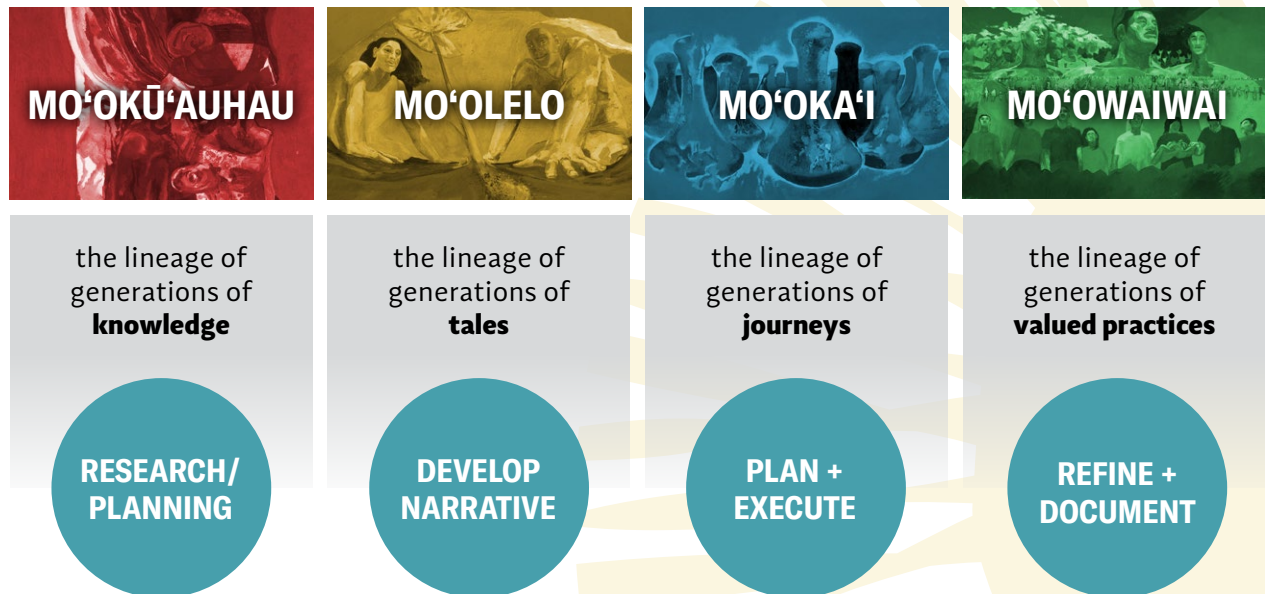 MOʻOKŪʻAUHAU
MOʻOLELO
MOʻOKAʻI
MOʻOWAIWAI
the lineage of
generations of
knowledge
the lineage of
generations of
tales
the lineage of
generations of
journeys
the lineage of
generations of
valued practices
RESEARCH/
PLANNING
DEVELOP
NARRATIVE
PLAN +
EXECUTE
REFINE +
DOCUMENT